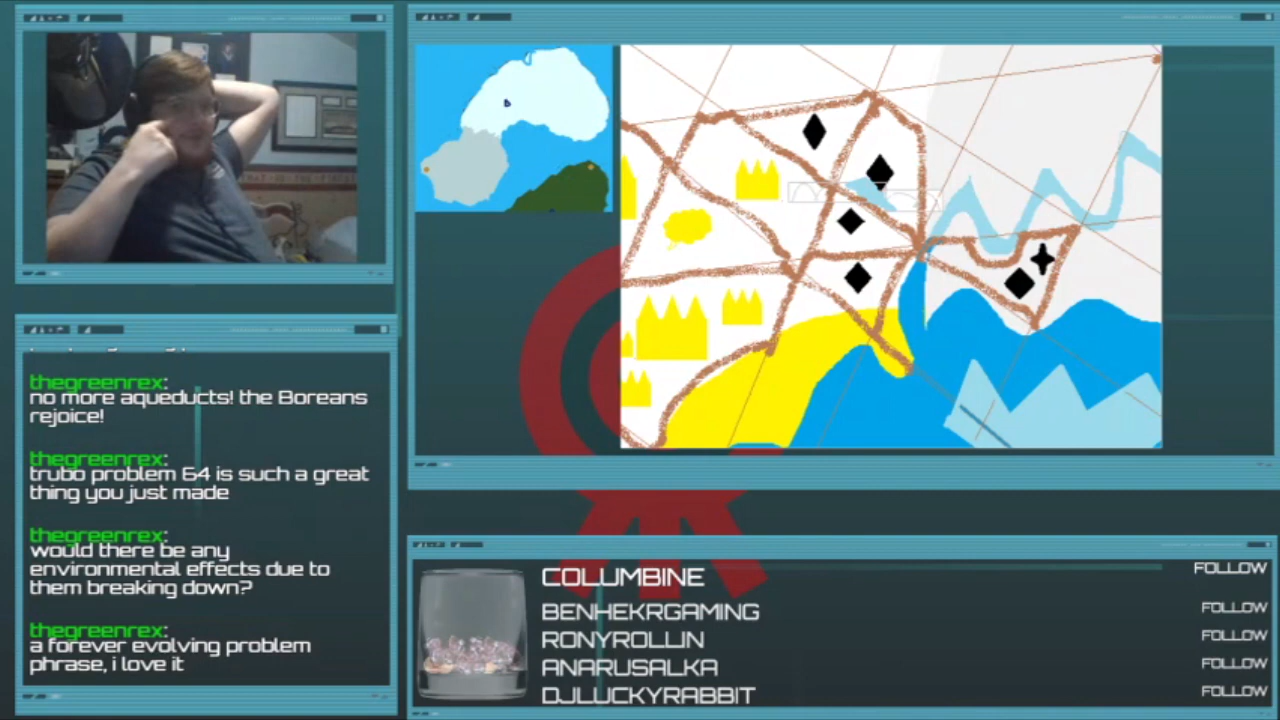 thegreenrex:
no more aqueducts! the Boreans
rejoice!
thegreenrex:
trubo problem 64 is such a great
thing you just made
thegreenrex:
would there be any
environmental effects due to
them breaking down?
thegreenrex:
a forever evolving problem
phrase, i love it
COLUMBINE FOLLOW
BENHEKRGAMING FOLLOW
RONYROLLIN FOLLOW
ANARUSALKA FOLLOW
DJLUCKYRABBIT FOLLOW